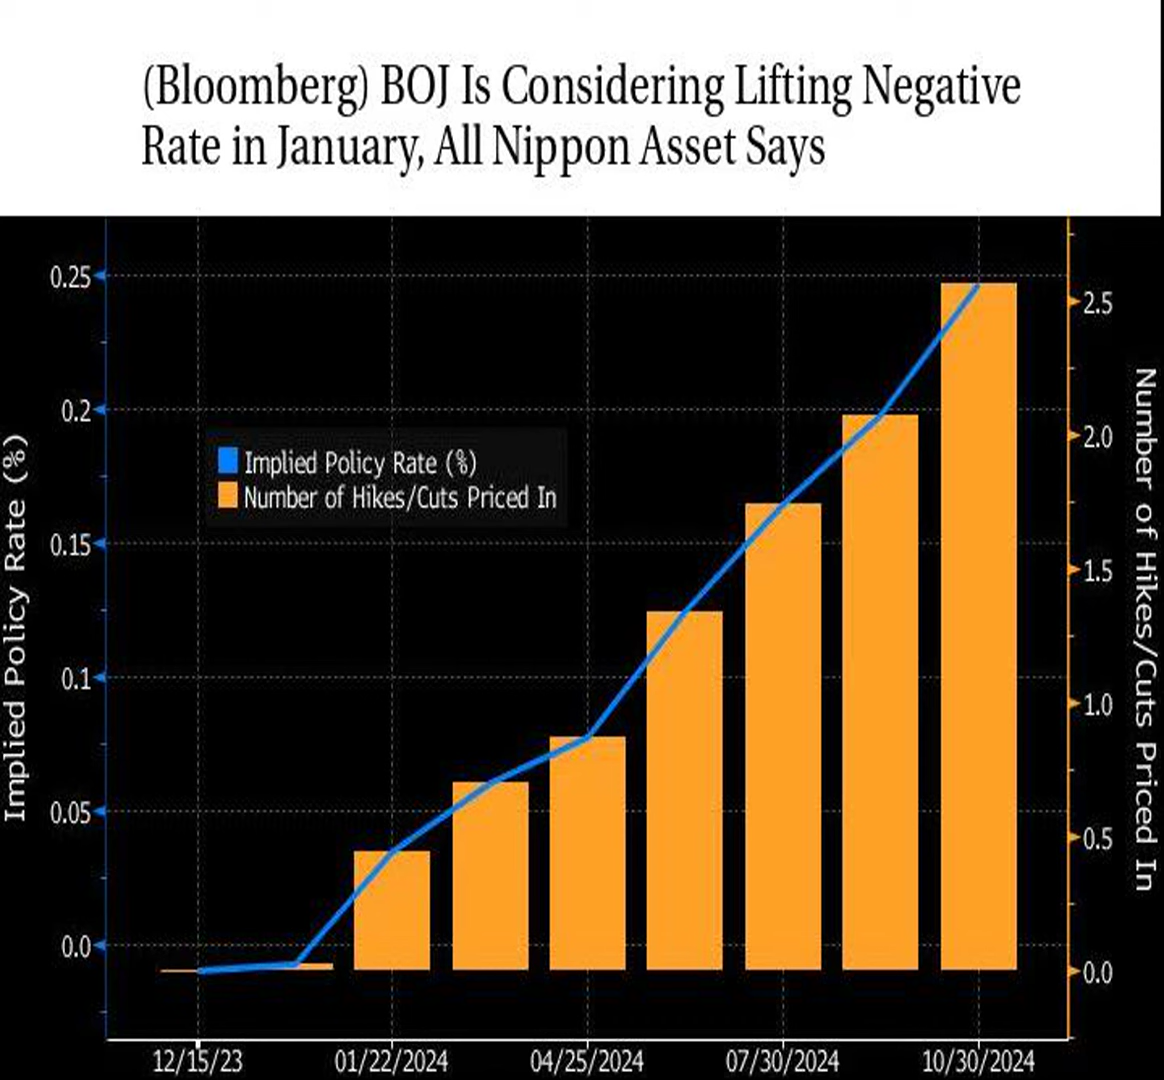 (Bloomberg) BOJ Is Considering Lifting Negative
Rate in January, All Nippon Asset Says
Implied Policy Rate (%)
0.25
0.2
0.15
0.1
0.05
0.0
Implied Policy Rate (%)
Number of Hikes/Cuts Priced In
2.5
2.0
1.5
1.0
0.5
0.0
Number of Hikes/Cuts Priced In
12/15/23 01/22/2024 04/25/2024 07/30/2024 10/30/2024